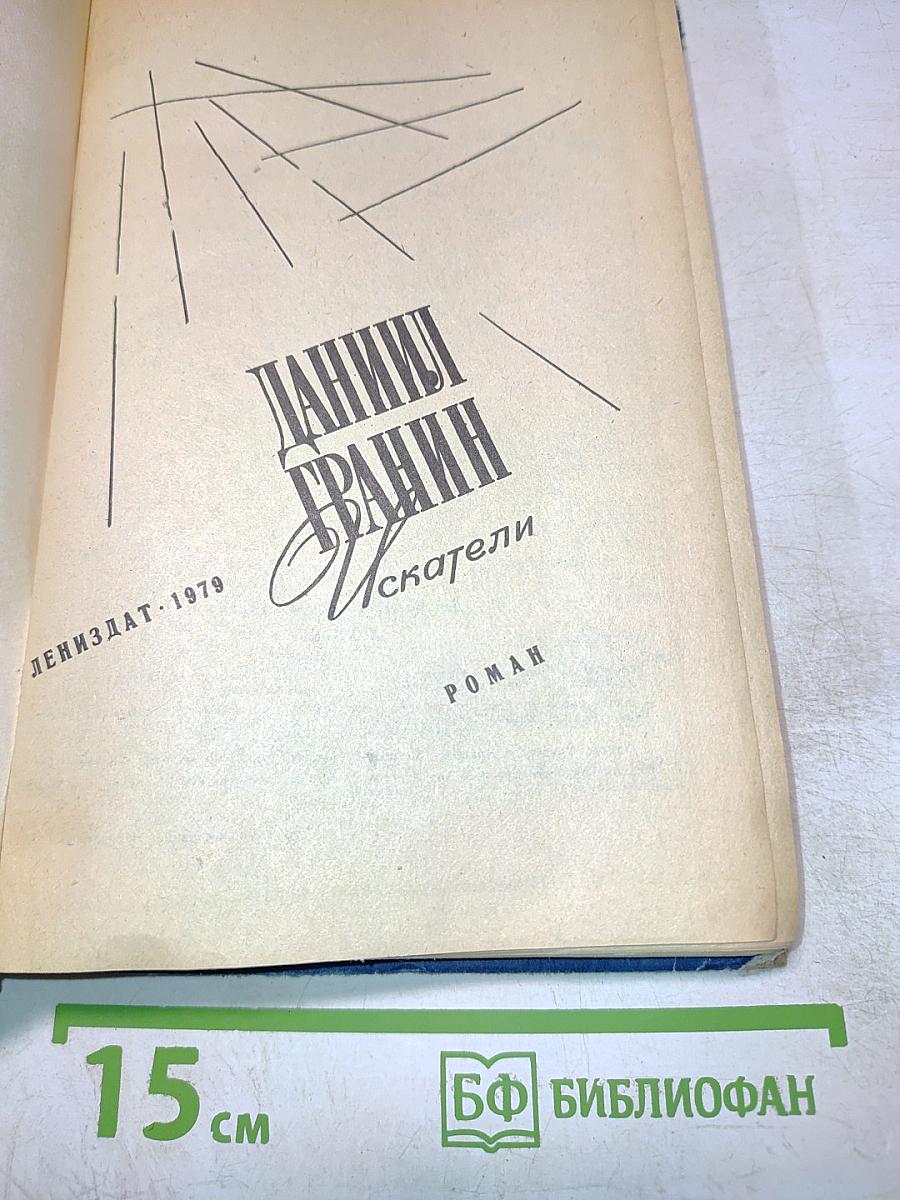 ДАНИИЛ
ГРАНИН
Искатели
РОМАН
ЛЕНИЗДАТ · 1979
15 см
БФ БИБЛИОФАН